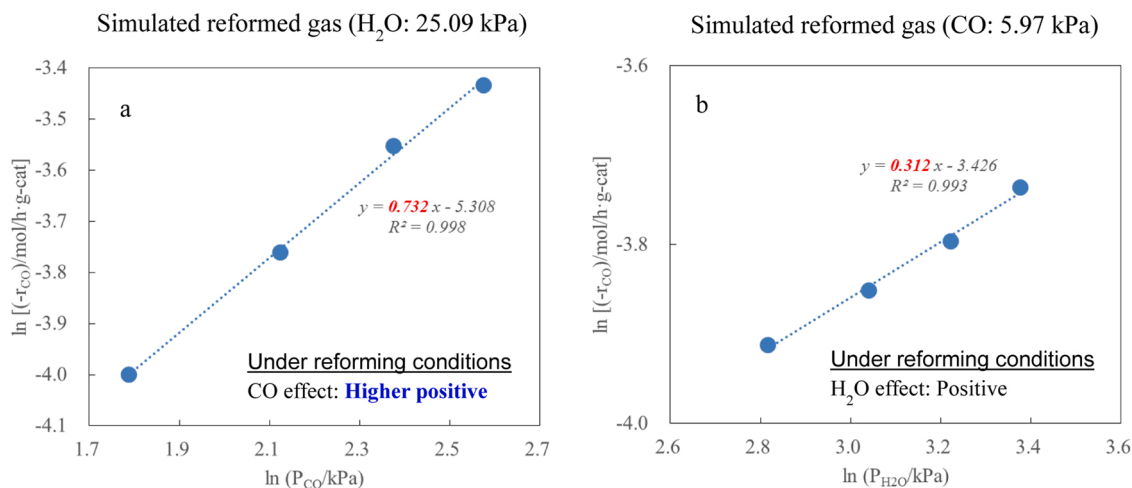 Simulated reformed gas (H₂O: 25.09 kPa)
a
-3.4
-3.5
-3.6
-3.7
-3.8
-3.9
-4.0
-4.1
ln [(-r_CO)/mol/h·g-cat]
y = 0.732 x - 5.308
R² = 0.998
Under reforming conditions
CO effect: Higher positive
1.7 1.9 2.1 2.3 2.5 2.7
ln (P_CO/kPa)
Simulated reformed gas (CO: 5.97 kPa)
b
-3.6
-3.8
-4.0
ln [(-r_CO)/mol/h·g-cat]
y = 0.312 x - 3.426
R² = 0.993
Under reforming conditions
H₂O effect: Positive
2.6 2.8 3.0 3.2 3.4 3.6
ln (P_H2O/kPa)